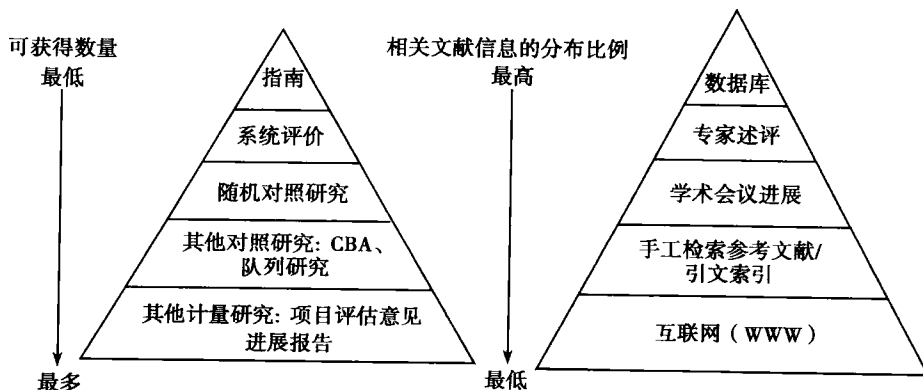 可获得数量
最低
最多
指南
系统评价
随机对照研究
其他对照研究: CBA、
队列研究
其他计量研究: 项目评估意见
进展报告
相关文献信息的分布比例
最高
最低
数据库
专家述评
学术会议进展
手工检索参考文献/
引文索引
互联网（WWW）